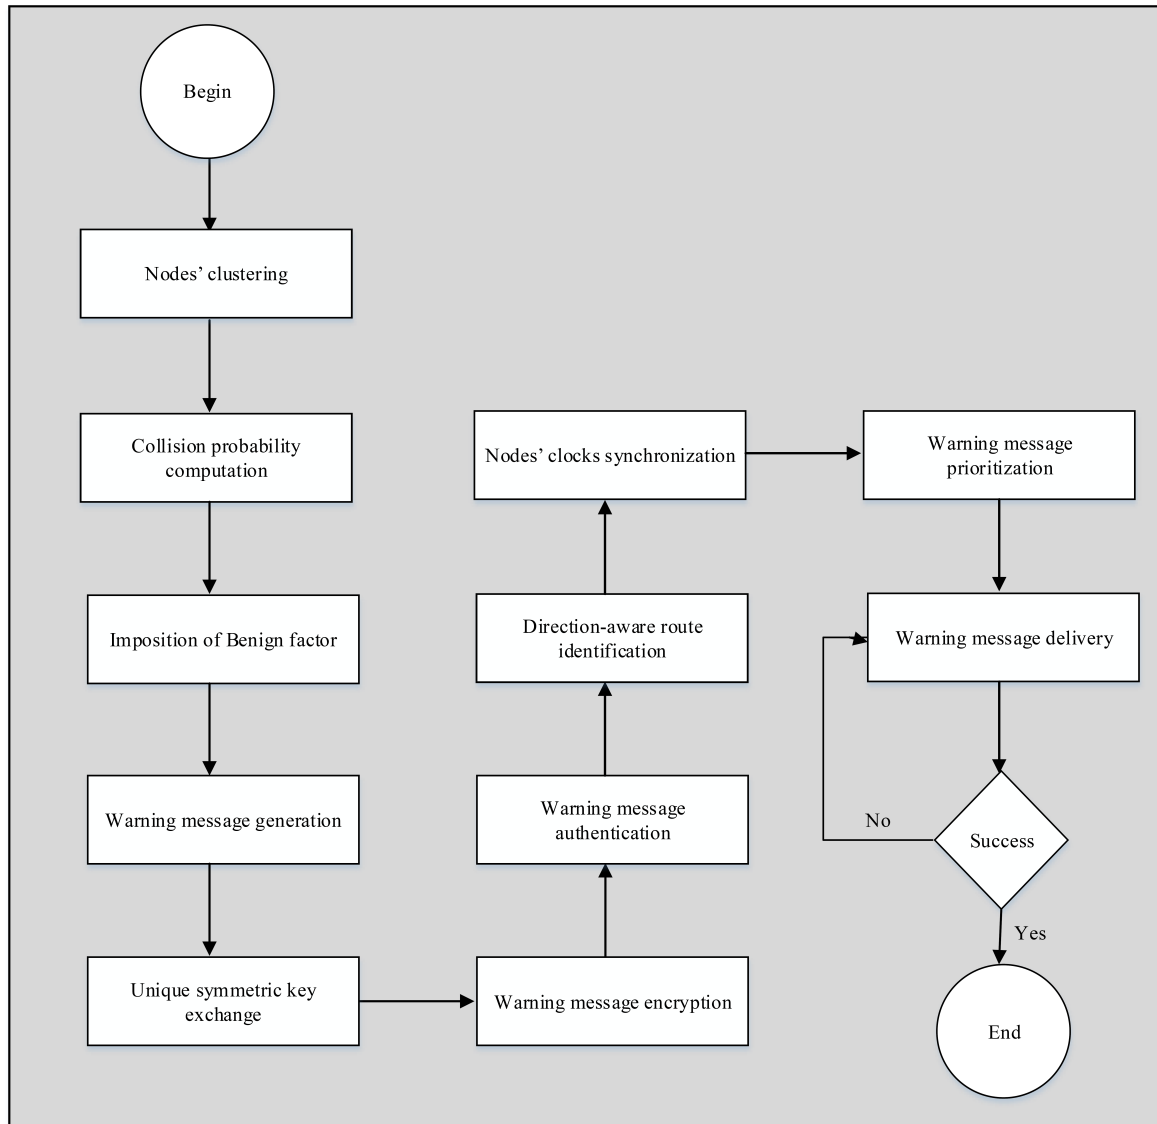 Begin
Nodes’ clustering
Collision probability
computation
Imposition of Benign factor
Warning message generation
Unique symmetric key
exchange
Warning message encryption
Warning message
authentication
Direction-aware route
identification
Nodes’ clocks synchronization
Warning message
prioritization
Warning message delivery
Success
No
Yes
End